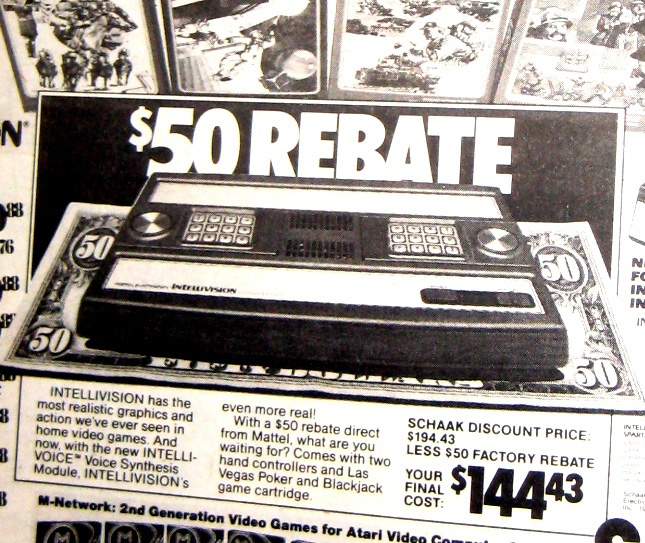 $50 REBATE
50
50
50
50
INTELLIVISION
INTELLIVISION has the
most realistic graphics and
action we've ever seen in
home video games. And
now, with the new INTELLI-
VOICE™ Voice Synthesis
Module, INTELLIVISION's
even more real!
With a $50 rebate direct
from Mattel, what are you
waiting for? Comes with two
hand controllers and Las
Vegas Poker and Blackjack
game cartridge.
SCHAAK DISCOUNT PRICE:
$194.43
LESS $50 FACTORY REBATE
YOUR
FINAL
COST:
$144.43
M-Network: 2nd Generation Video Games for Atari Video